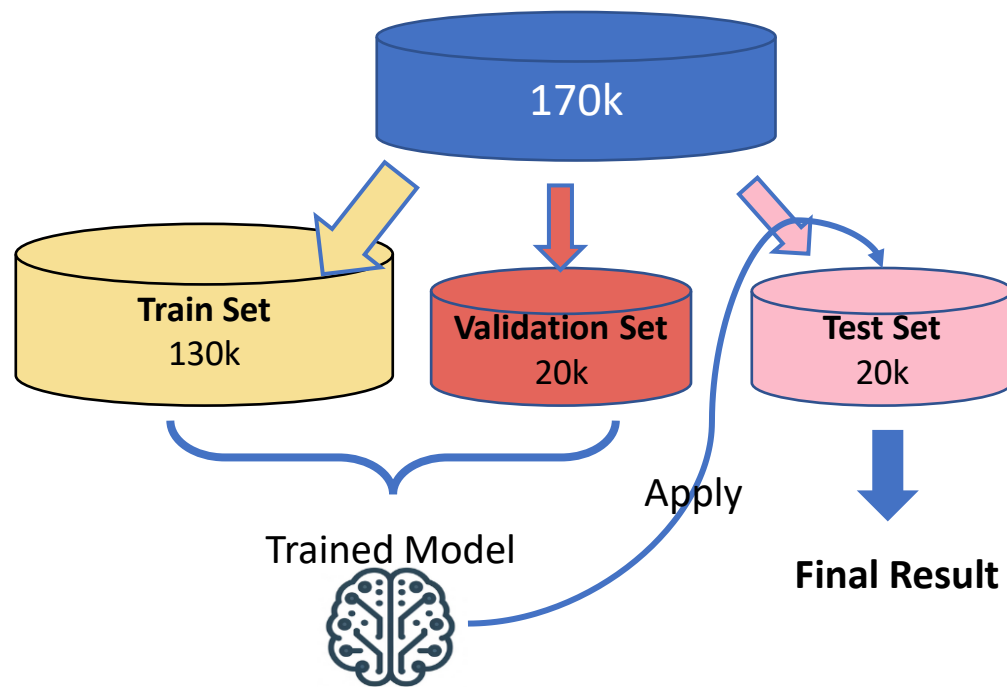 170k
Train Set
130k
Validation Set
20k
Test Set
20k
Apply
Trained Model
Final Result